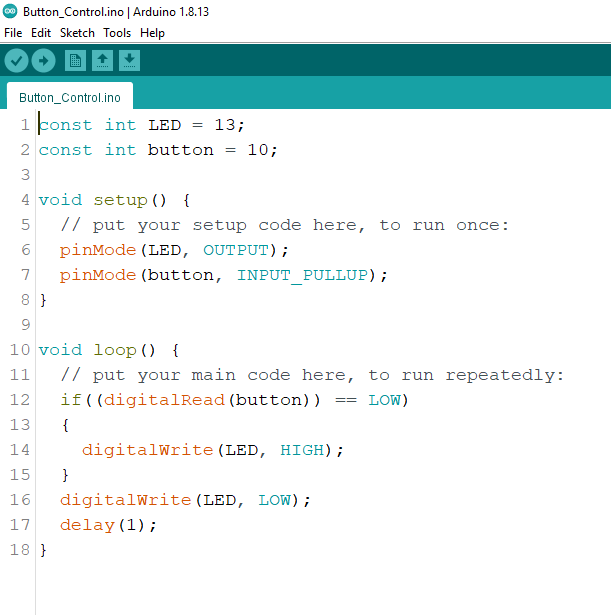 Button_Control.ino | Arduino 1.8.13
File Edit Sketch Tools Help
Button_Control.ino
1 const int LED = 13;
2 const int button = 10;
3
4 void setup() {
5   // put your setup code here, to run once:
6   pinMode(LED, OUTPUT);
7   pinMode(button, INPUT_PULLUP);
8 }
9
10 void loop() {
11   // put your main code here, to run repeatedly:
12   if((digitalRead(button)) == LOW)
13   {
14     digitalWrite(LED, HIGH);
15   }
16   digitalWrite(LED, LOW);
17   delay(1);
18 }